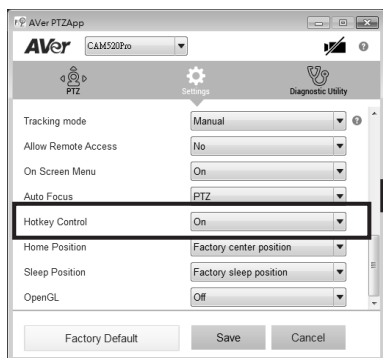 AVer PTZApp
AVer CAM520Pro
PTZ Settings Diagnostic Utility
Tracking mode Manual
Allow Remote Access No
On Screen Menu On
Auto Focus PTZ
Hotkey Control On
Home Position Factory center position
Sleep Position Factory sleep position
OpenGL Off
Factory Default Save Cancel